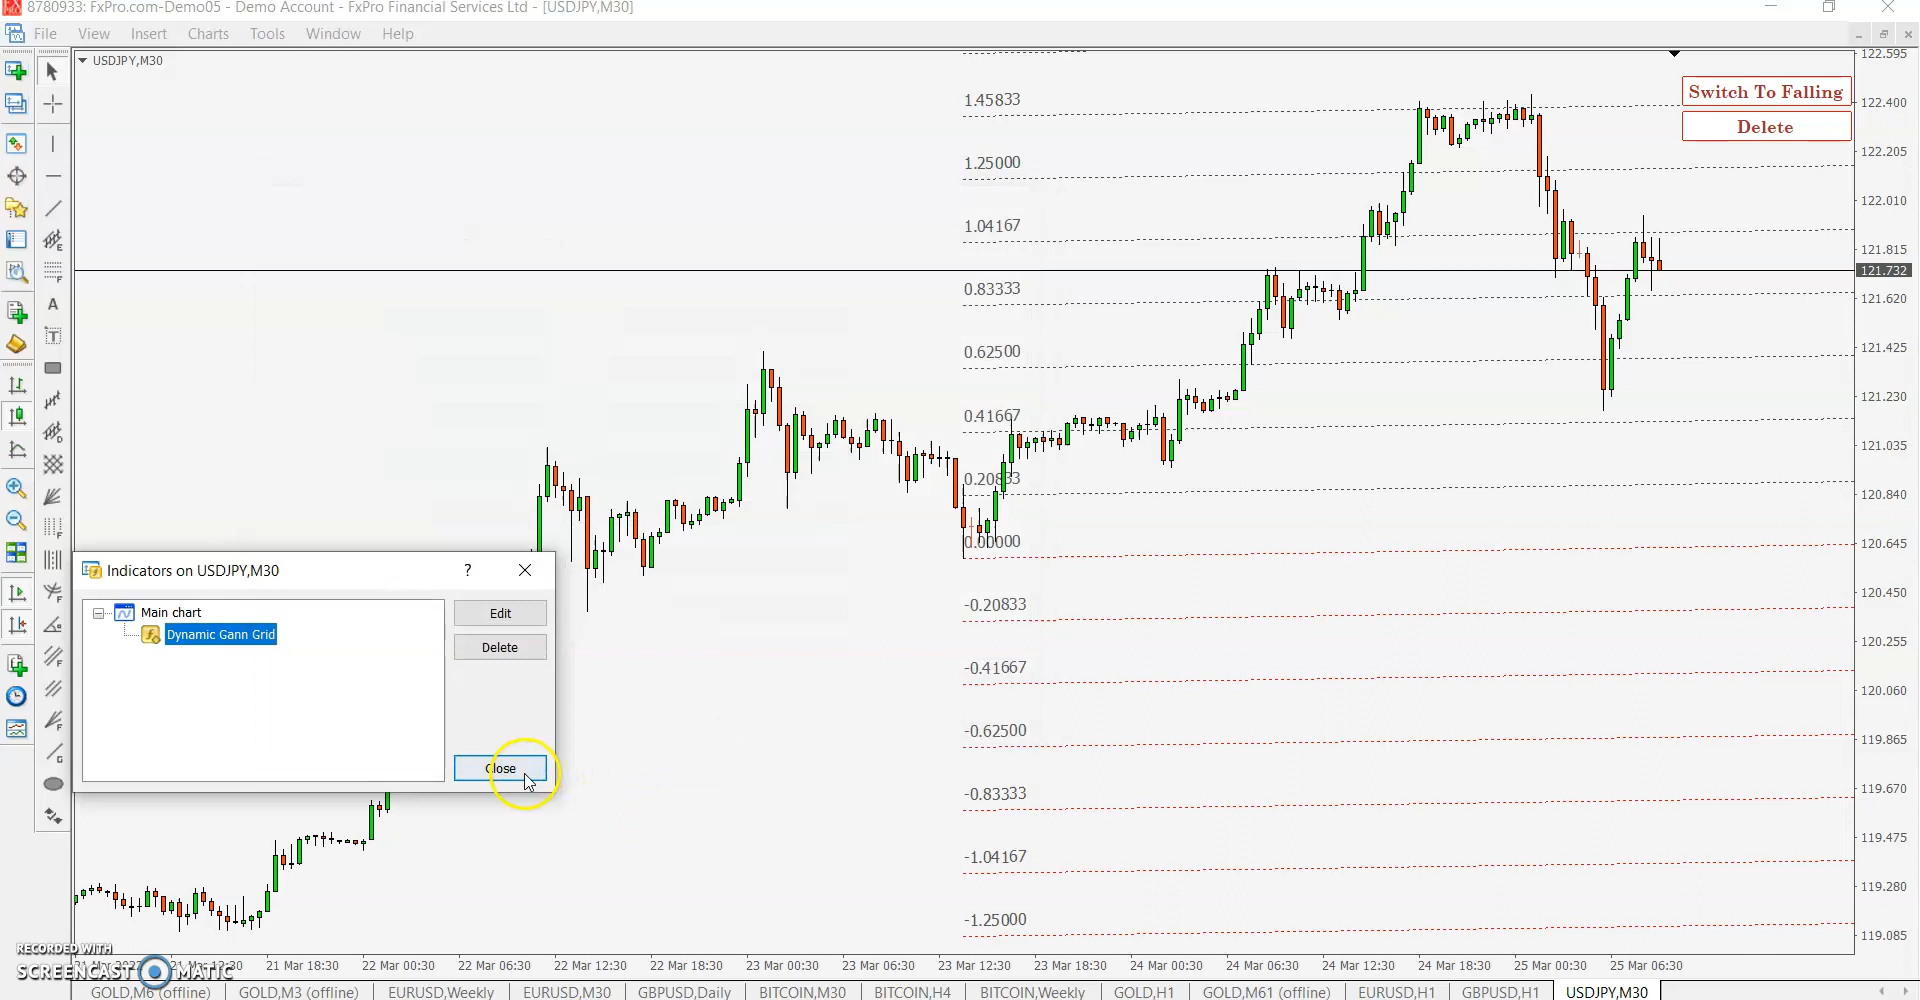 8780933: FxPro.com-Demo05 - Demo Account - FxPro Financial Services Ltd - [USDJPY,M30]
File View Insert Charts Tools Window Help
USDJPY,M30
Switch To Falling
Delete
1.45833
1.25000
1.04167
0.83333
0.62500
0.41667
0.20833
0.00000
-0.20833
-0.41667
-0.62500
-0.83333
-1.04167
-1.25000
122.595
122.400
122.205
122.010
121.815
121.732
121.620
121.425
121.230
121.035
120.840
120.645
120.450
120.255
120.060
119.865
119.670
119.475
119.280
119.085
Indicators on USDJPY,M30
?
Main chart
Dynamic Gann Grid
Edit
Delete
Close
RECORDED WITH
SCREENCAST MATIC
21 Mar 18:30 22 Mar 00:30 22 Mar 06:30 22 Mar 12:30 22 Mar 18:30 23 Mar 00:30 23 Mar 06:30 23 Mar 12:30 23 Mar 18:30 24 Mar 00:30 24 Mar 06:30 24 Mar 12:30 24 Mar 18:30 25 Mar 00:30 25 Mar 06:30
GOLD,M6 (offline) GOLD,M3 (offline) EURUSD,Weekly EURUSD,M30 GBPUSD,Daily BITCOIN,M30 BITCOIN,H4 BITCOIN,Weekly GOLD,H1 GOLD,M61 (offline) EURUSD,H1 GBPUSD,H1 USDJPY,M30